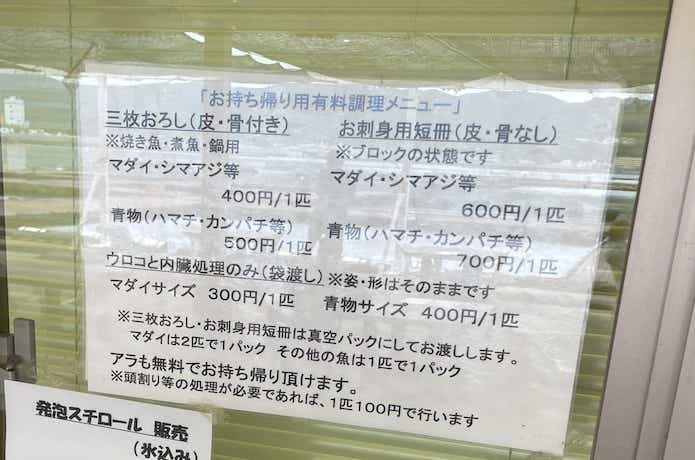 「お持ち帰り用有料調理メニュー」
三枚おろし(皮・骨付き)
※焼き魚・煮魚・鍋用
マダイ・シマアジ等
400円/1匹
青物(ハマチ・カンパチ等)
500円/1匹
お刺身用短冊(皮・骨なし)
※ブロックの状態です
マダイ・シマアジ等
600円/1匹
青物(ハマチ・カンパチ等)
700円/1匹
ウロコと内臓処理のみ(袋渡し)※姿・形はそのままです
マダイサイズ 300円/1匹 青物サイズ 400円/1匹
※三枚おろし・お刺身用短冊は真空パックにしてお渡しします。
マダイは2匹で1パック その他の魚は1匹で1パック
アラも無料でお持ち帰り頂けます。
※頭割り等の処理が必要であれば、1匹100円で行います
発泡スチロール 販売
(氷込み)